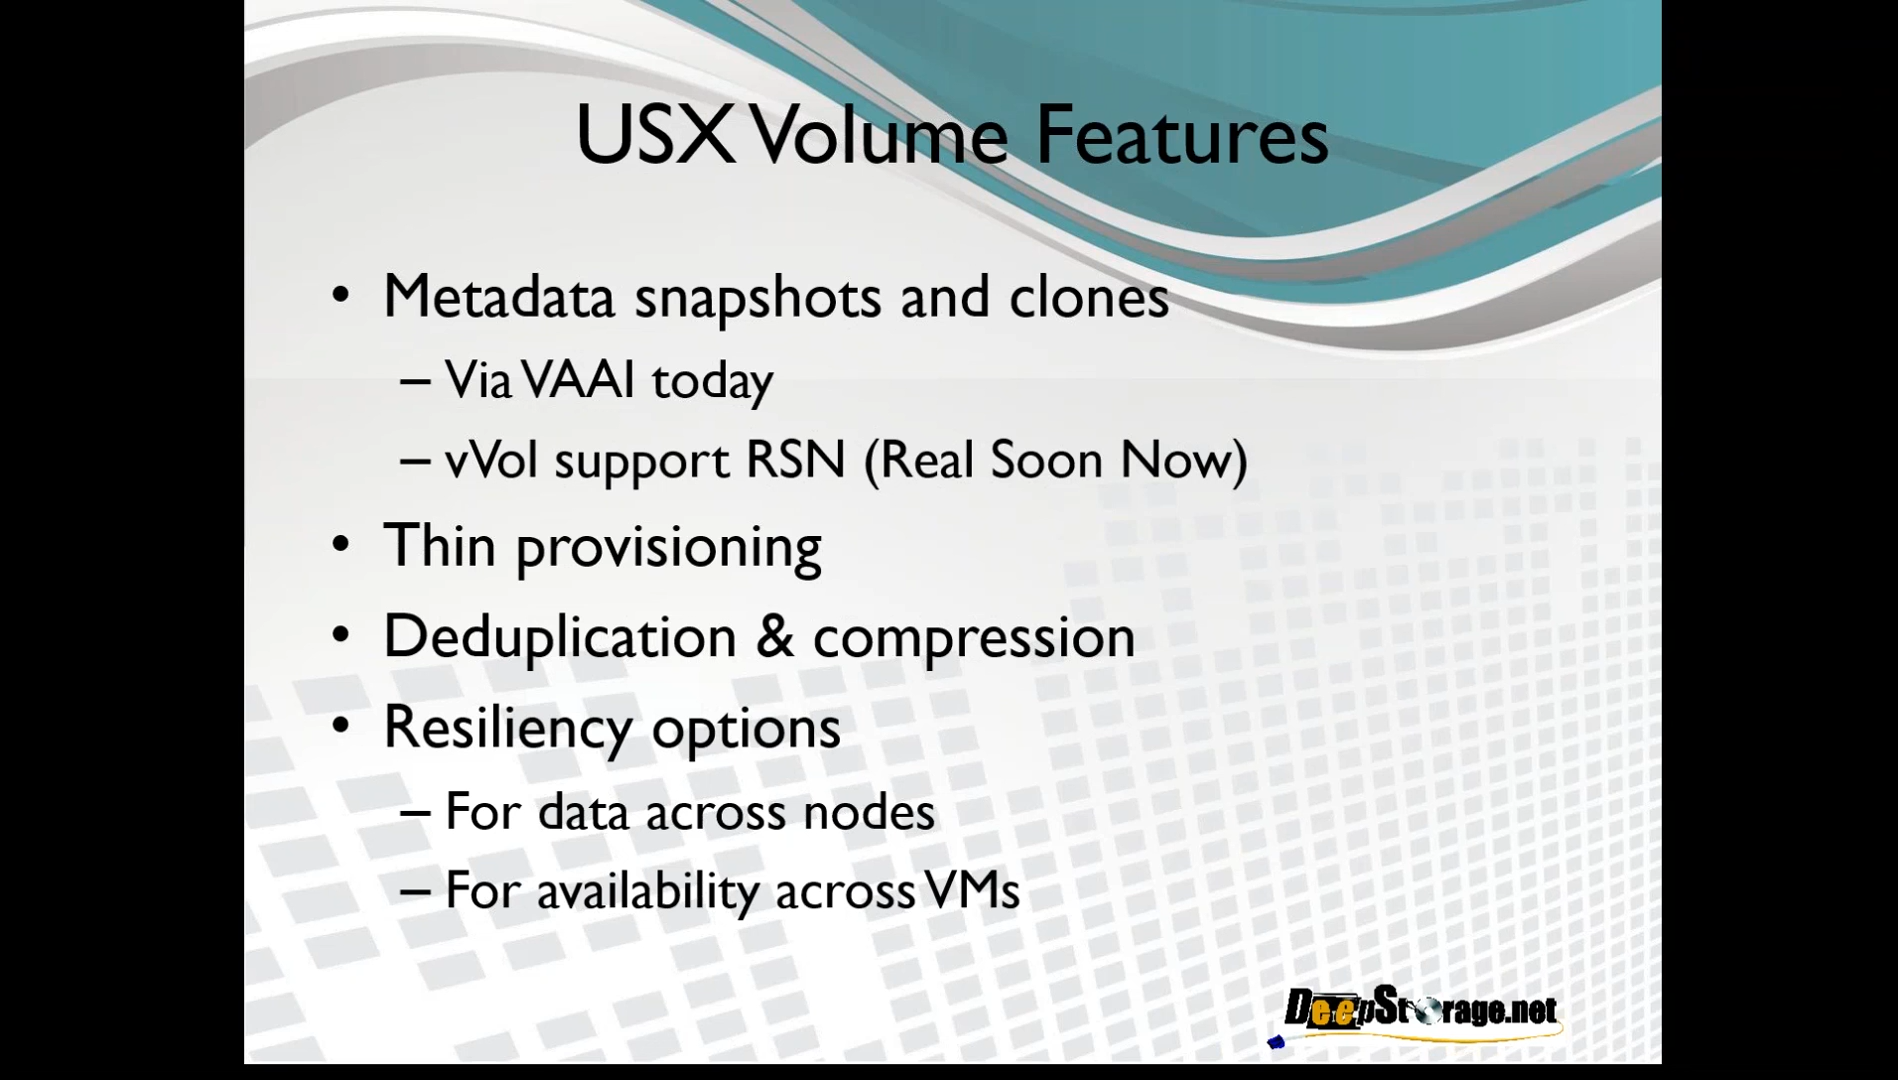 USX Volume Features
• Metadata snapshots and clones
– Via VAAI today
– vVol support RSN (Real Soon Now)
• Thin provisioning
• Deduplication & compression
• Resiliency options
– For data across nodes
– For availability across VMs
DeepStorage.net